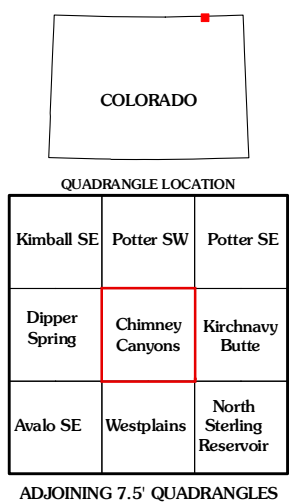 COLORADO
QUADRANGLE LOCATION
Kimball SE
Potter SW
Potter SE
Dipper
Spring
Chimney
Canyons
Kirchnavy
Butte
Avalo SE
Westplains
North
Sterling
Reservoir
ADJOINING 7.5' QUADRANGLES